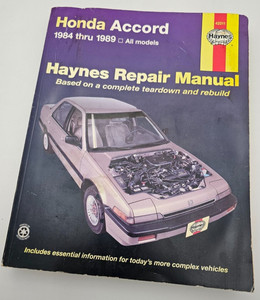 Honda Accord
1984 thru 1989 □ All models
Haynes
Haynes Repair Manual
Based on a complete teardown and rebuild
Haynes
Includes essential information for today's more complex vehicles